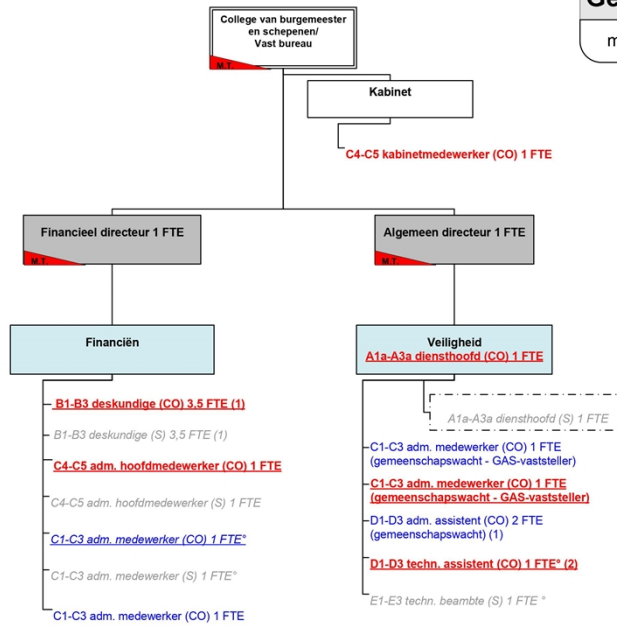 College van burgemeester
en schepenen/
Vast bureau
M.T.
Ge
m
Kabinet
C4-C5 kabinetmedewerker (CO) 1 FTE
Financieel directeur 1 FTE
M.T.
Algemeen directeur 1 FTE
M.T.
Financiën
B1-B3 deskundige (CO) 3,5 FTE (1)
B1-B3 deskundige (S) 3,5 FTE (1)
C4-C5 adm. hoofdmedewerker (CO) 1 FTE
C4-C5 adm. hoofdmedewerker (S) 1 FTE
C1-C3 adm. medewerker (CO) 1 FTE°
C1-C3 adm. medewerker (S) 1 FTE°
C1-C3 adm. medewerker (CO) 1 FTE
Veiligheid
A1a-A3a diensthoofd (CO) 1 FTE
A1a-A3a diensthoofd (S) 1 FTE
C1-C3 adm. medewerker (CO) 1 FTE
(gemeenschapswacht - GAS-vaststeller)
C1-C3 adm. medewerker (CO) 1 FTE
(gemeenschapswacht - GAS-vaststeller)
D1-D3 adm. assistent (CO) 2 FTE
(gemeenschapswacht) (1)
D1-D3 techn. assistent (CO) 1 FTE° (2)
E1-E3 techn. beambte (S) 1 FTE °